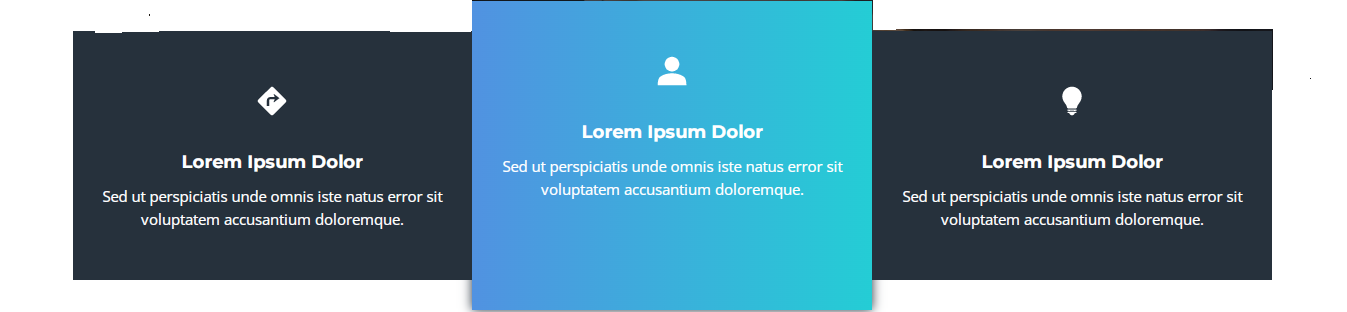 Lorem Ipsum Dolor
Sed ut perspiciatis unde omnis iste natus error sit
voluptatem accusantium doloremque.
Lorem Ipsum Dolor
Sed ut perspiciatis unde omnis iste natus error sit
voluptatem accusantium doloremque.
Lorem Ipsum Dolor
Sed ut perspiciatis unde omnis iste natus error sit
voluptatem accusantium doloremque.